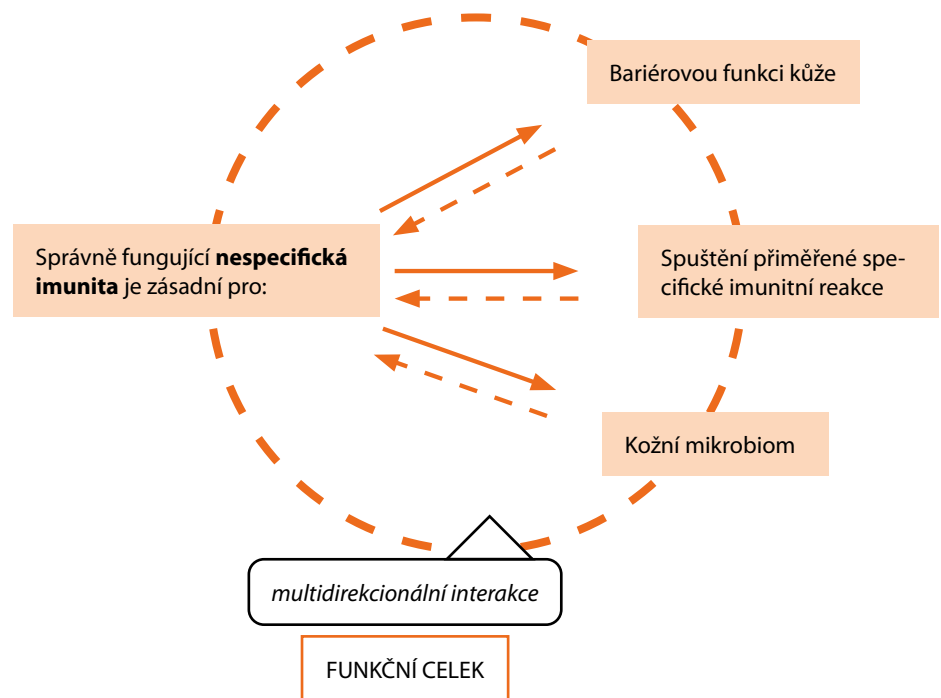 Bariérovou funkci kůže
Správně fungující nespecifická
imunita je zásadní pro:
Spuštění přiměřené spe-
cifické imunitní reakce
Kožní mikrobiom
multidirekcionální interakce
FUNKČNÍ CELEK